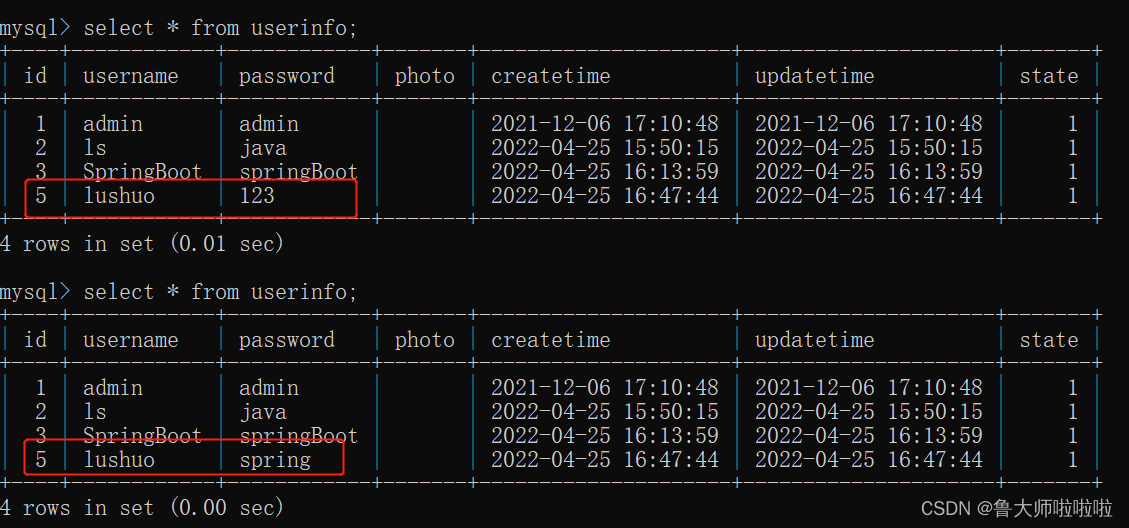 mysql> select * from userinfo;
id | username | password | photo | createtime | updatetime | state
1 | admin | admin | | 2021-12-06 17:10:48 | 2021-12-06 17:10:48 | 1
2 | ls | java | | 2022-04-25 15:50:15 | 2022-04-25 15:50:15 | 1
3 | SpringBoot | springBoot | | 2022-04-25 16:13:59 | 2022-04-25 16:13:59 | 1
5 | lushuo | 123 | | 2022-04-25 16:47:44 | 2022-04-25 16:47:44 | 1
4 rows in set (0.01 sec)
mysql> select * from userinfo;
id | username | password | photo | createtime | updatetime | state
1 | admin | admin | | 2021-12-06 17:10:48 | 2021-12-06 17:10:48 | 1
2 | ls | java | | 2022-04-25 15:50:15 | 2022-04-25 15:50:15 | 1
3 | SpringBoot | springBoot | | 2022-04-25 16:13:59 | 2022-04-25 16:13:59 | 1
5 | lushuo | spring | | 2022-04-25 16:47:44 | 2022-04-25 16:47:44 | 1
4 rows in set (0.00 sec)
CSDN @鲁大师啦啦啦